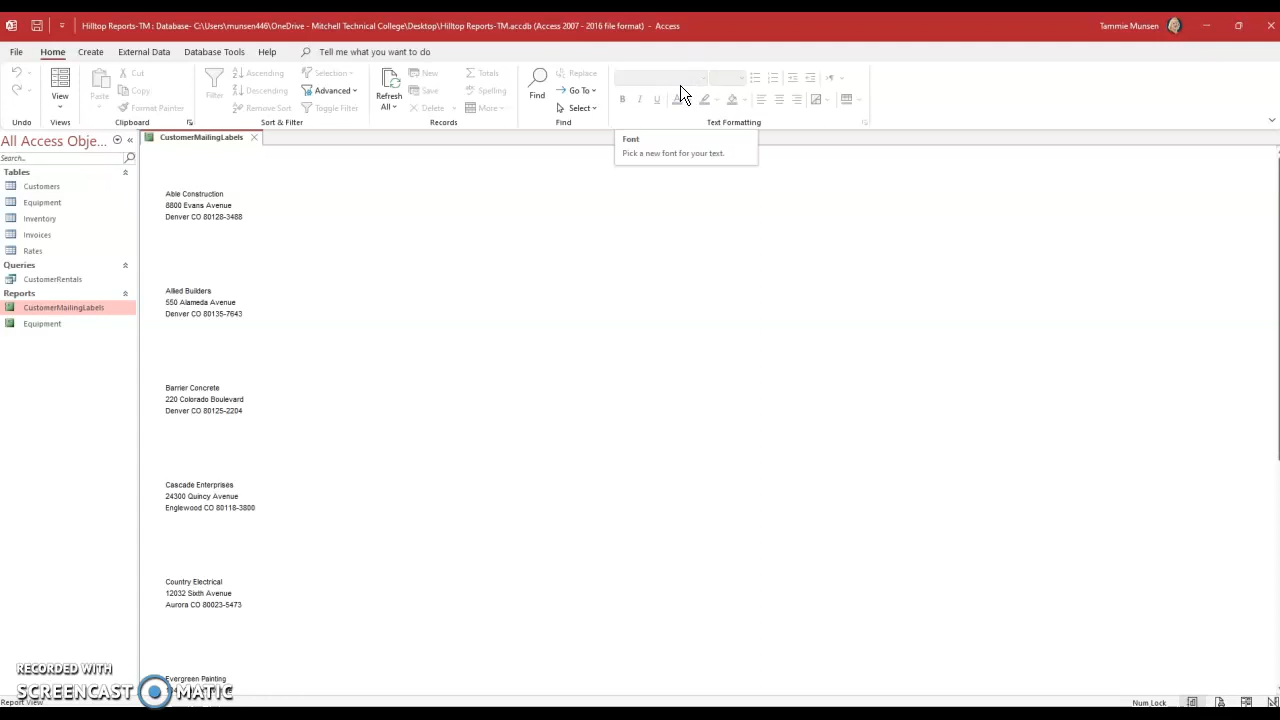 Hilltop Reports-TM : Database- C:\Users\munsen446\OneDrive - Mitchell Technical College\Desktop\Hilltop Reports-TM.accdb (Access 2007 - 2016 file format) - Access
Tammie Munsen
File Home Create External Data Database Tools Help Tell me what you want to do
Cut
Copy
Format Painter
Paste
View
Filter
Ascending
Descending
Remove Sort
Selection
Advanced
Toggle Filter
Refresh
All
New
Save
Delete
Totals
Spelling
More
Find
Replace
Go To
Select
B I U A
Undo Views Clipboard Sort & Filter Records Find Text Formatting
All Access Obje...
Search...
Tables
Customers
Equipment
Inventory
Invoices
Rates
Queries
CustomerRentals
Reports
CustomerMailingLabels
Equipment
CustomerMailingLabels
Font
Pick a new font for your text.
Able Construction
8800 Evans Avenue
Denver CO 80128-3488
Allied Builders
550 Alameda Avenue
Denver CO 80135-7643
Barrier Concrete
220 Colorado Boulevard
Denver CO 80125-2204
Cascade Enterprises
24300 Quincy Avenue
Englewood CO 80118-3800
Country Electrical
12032 Sixth Avenue
Aurora CO 80023-5473
Evergreen Painting
RECORDED WITH
SCREENCAST MATIC
Report View
Num Lock